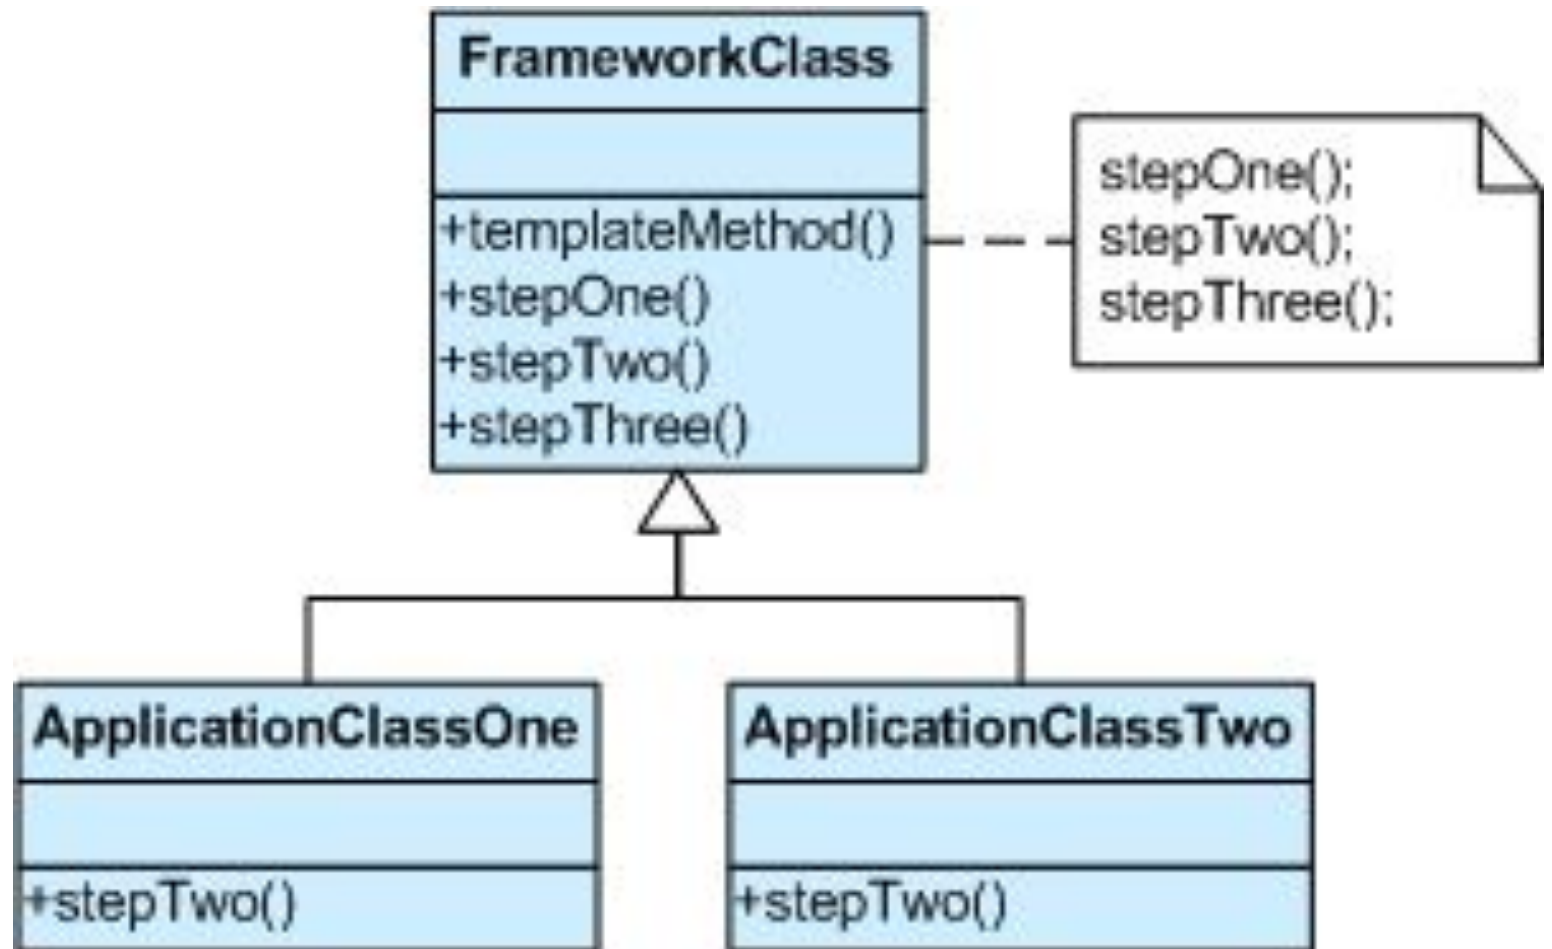 FrameworkClass
+templateMethod()
+stepOne()
+stepTwo()
+stepThree()
stepOne();
stepTwo();
stepThree();
ApplicationClassOne
+stepTwo()
ApplicationClassTwo
+stepTwo()